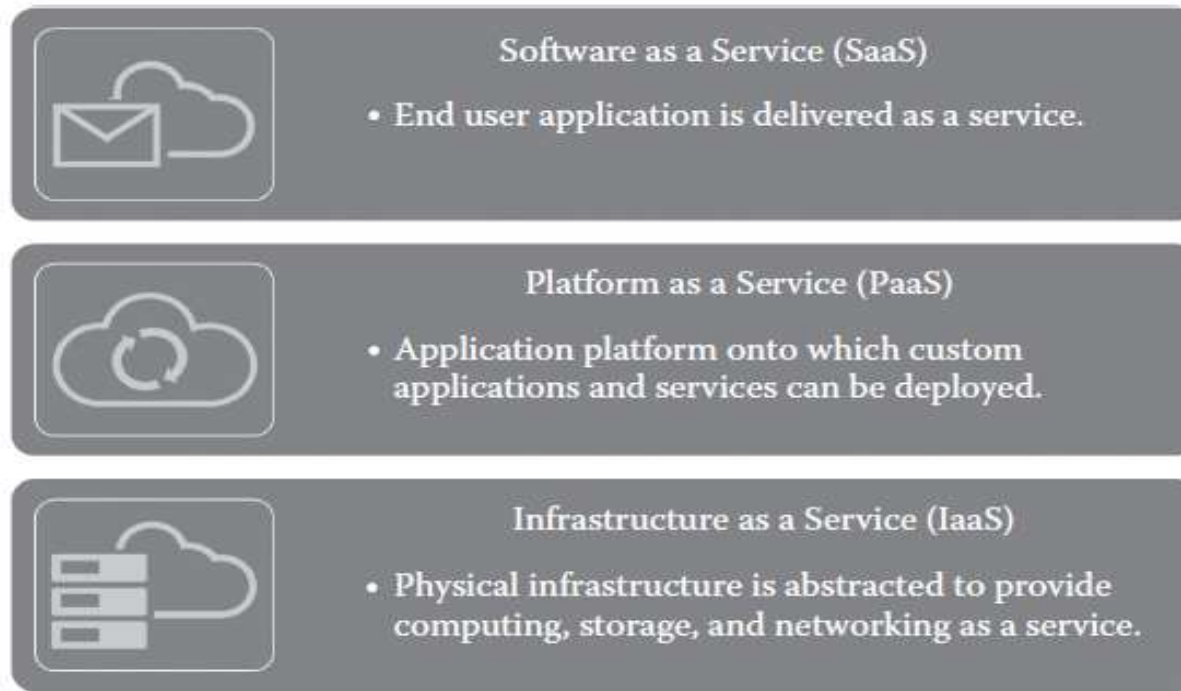 Software as a Service (SaaS)
• End user application is delivered as a service.
Platform as a Service (PaaS)
• Application platform onto which custom
applications and services can be deployed.
Infrastructure as a Service (IaaS)
• Physical infrastructure is abstracted to provide
computing, storage, and networking as a service.